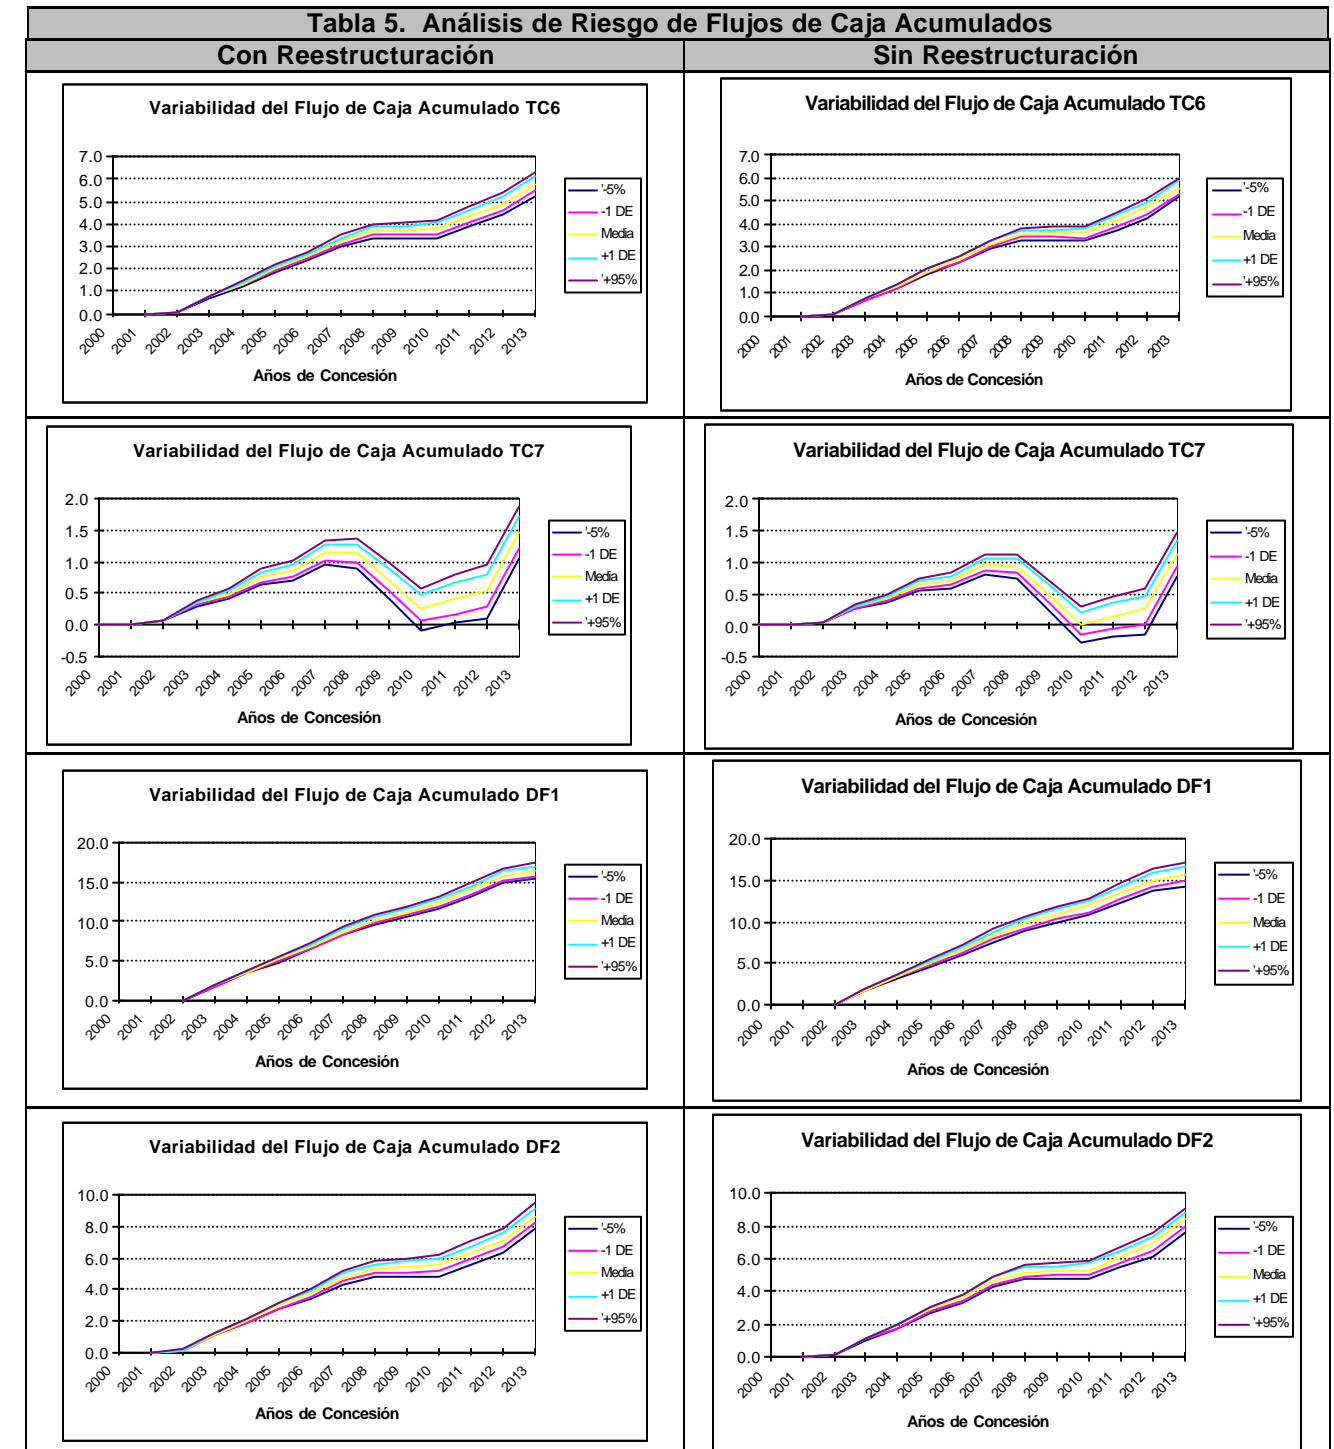 Tabla 5. Análisis de Riesgo de Flujos de Caja Acumulados
Con Reestructuración
Sin Reestructuración
Variabilidad del Flujo de Caja Acumulado TC6
7.0
6.0
5.0
4.0
3.0
2.0
1.0
0.0
2000 2001 2002 2003 2004 2005 2006 2007 2008 2009 2010 2011 2012 2013
Años de Concesión
'-5%
-1 DE
Media
+1 DE
'+95%
Variabilidad del Flujo de Caja Acumulado TC6
7.0
6.0
5.0
4.0
3.0
2.0
1.0
0.0
2000 2001 2002 2003 2004 2005 2006 2007 2008 2009 2010 2011 2012 2013
Años de Concesión
'-5%
-1 DE
Media
+1 DE
'+95%
Variabilidad del Flujo de Caja Acumulado TC7
2.0
1.5
1.0
0.5
0.0
-0.5
2000 2001 2002 2003 2004 2005 2006 2007 2008 2009 2010 2011 2012 2013
Años de Concesión
'-5%
-1 DE
Media
+1 DE
'+95%
Variabilidad del Flujo de Caja Acumulado TC7
2.0
1.5
1.0
0.5
0.0
-0.5
2000 2001 2002 2003 2004 2005 2006 2007 2008 2009 2010 2011 2012 2013
Años de Concesión
'-5%
-1 DE
Media
+1 DE
'+95%
Variabilidad del Flujo de Caja Acumulado DF1
20.0
15.0
10.0
5.0
0.0
2000 2001 2002 2003 2004 2005 2006 2007 2008 2009 2010 2011 2012 2013
Años de Concesión
'-5%
-1 DE
Media
+1 DE
'+95%
Variabilidad del Flujo de Caja Acumulado DF1
20.0
15.0
10.0
5.0
0.0
2000 2001 2002 2003 2004 2005 2006 2007 2008 2009 2010 2011 2012 2013
Años de Concesión
'-5%
-1 DE
Media
+1 DE
'+95%
Variabilidad del Flujo de Caja Acumulado DF2
10.0
8.0
6.0
4.0
2.0
0.0
2000 2001 2002 2003 2004 2005 2006 2007 2008 2009 2010 2011 2012 2013
Años de Concesión
'-5%
-1 DE
Media
+1 DE
'+95%
Variabilidad del Flujo de Caja Acumulado DF2
10.0
8.0
6.0
4.0
2.0
0.0
2000 2001 2002 2003 2004 2005 2006 2007 2008 2009 2010 2011 2012 2013
Años de Concesión
'-5%
-1 DE
Media
+1 DE
'+95%